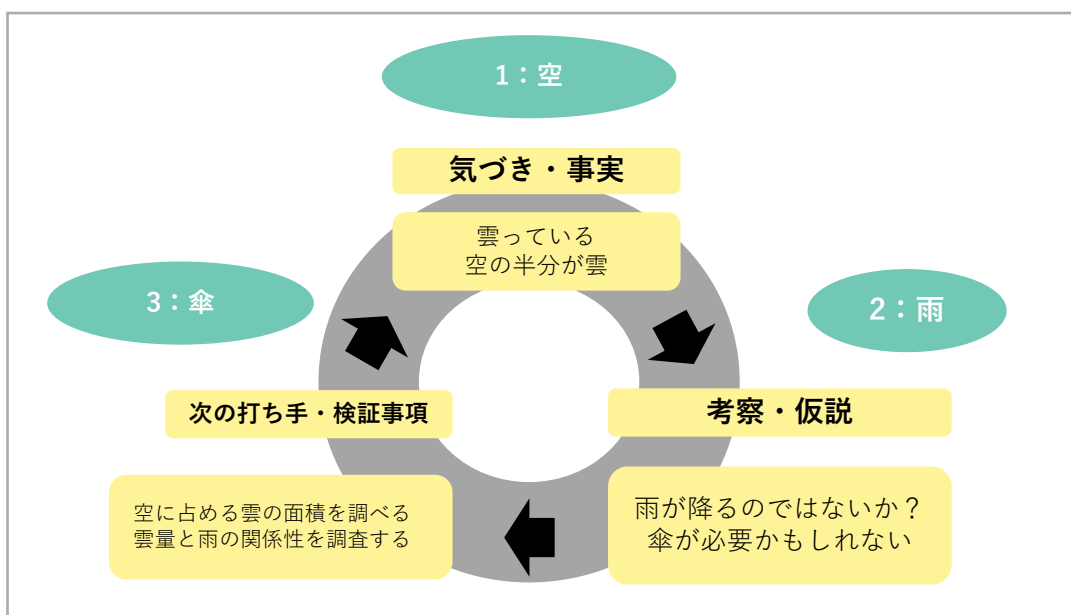 1：空
気づき・事実
雲っている
空の半分が雲
2：雨
考察・仮説
雨が降るのではないか？
傘が必要かもしれない
3：傘
次の打ち手・検証事項
空に占める雲の面積を調べる
雲量と雨の関係性を調査する